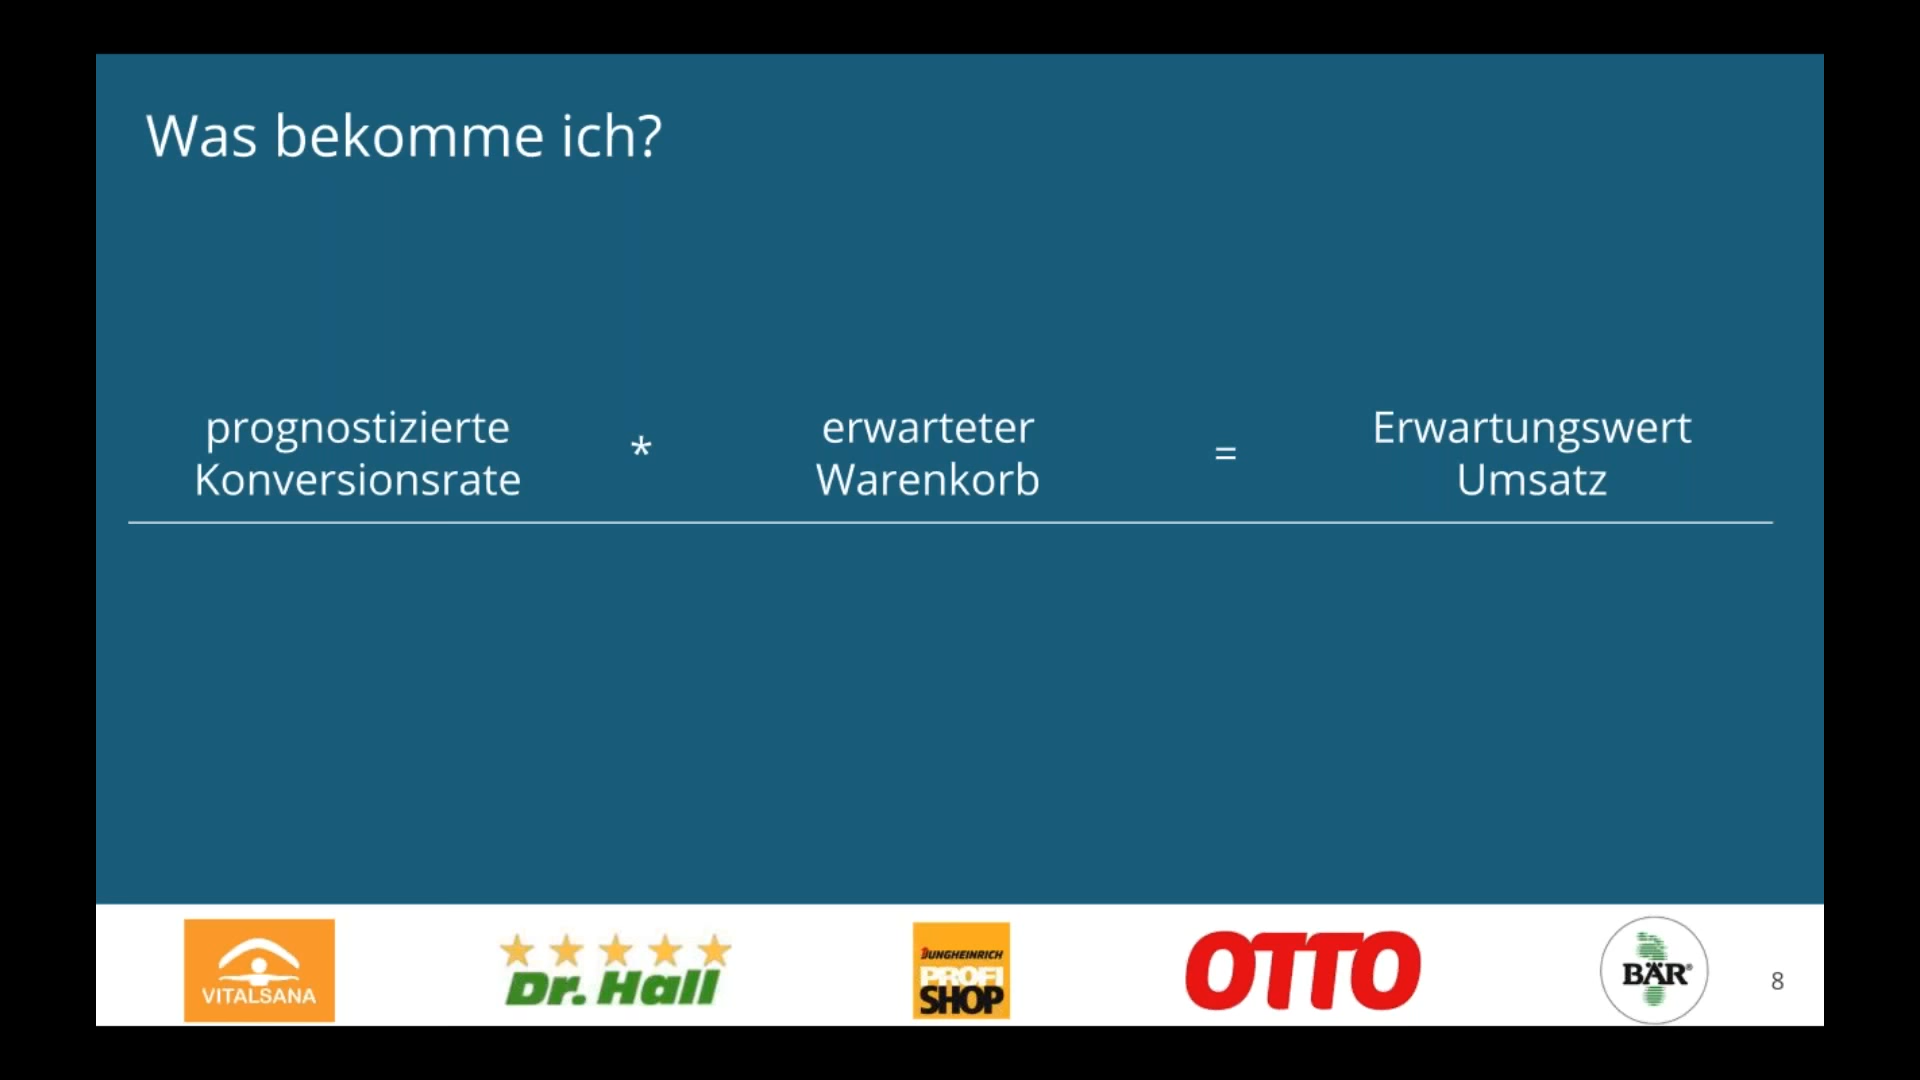 Was bekomme ich?
prognostizierte
Konversionsrate
*
erwarteter
Warenkorb
=
Erwartungswert
Umsatz
VITALSANA
Dr. Hall
JUNGHEINRICH
PROFI
SHOP
OTTO
BÄR®
8